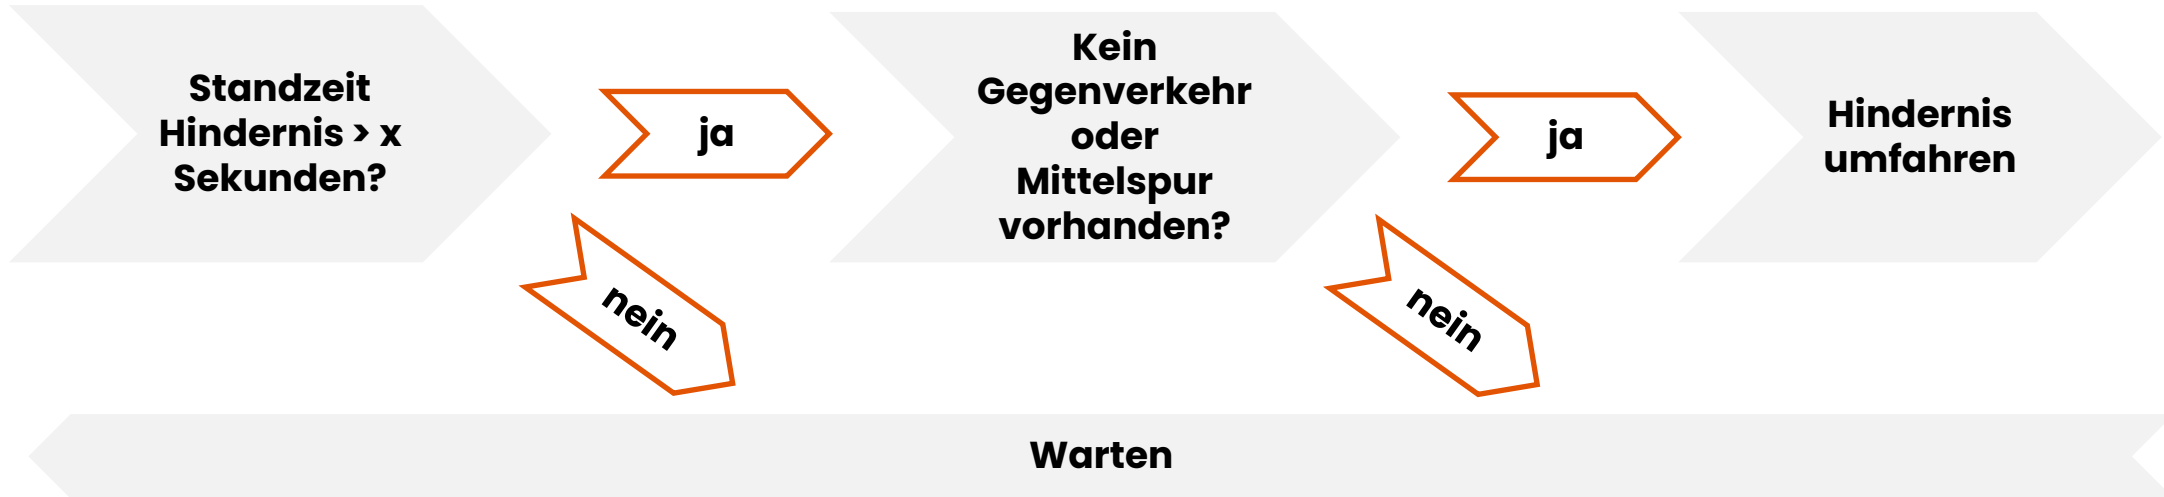 Standzeit
Hindernis > x
Sekunden?
ja
Kein
Gegenverkehr
oder
Mittelspur
vorhanden?
ja
Hindernis
umfahren
nein
nein
Warten